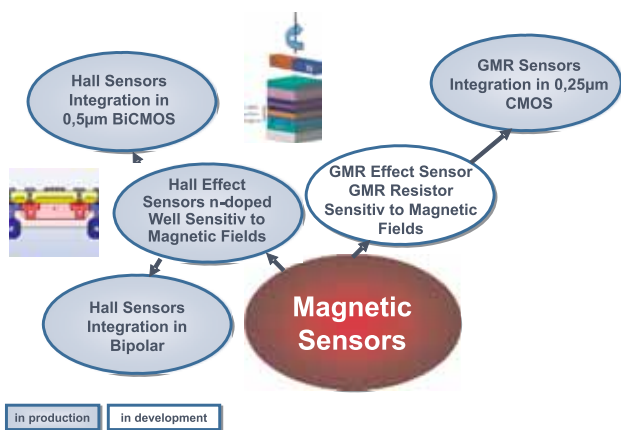 Hall Sensors
Integration in
0,5µm BiCMOS
GMR Sensors
Integration in 0,25µm
CMOS
Hall Effect
Sensors n-doped
Well Sensitiv to
Magnetic Fields
GMR Effect Sensor
GMR Resistor
Sensitiv to Magnetic
Fields
Hall Sensors
Integration in
Bipolar
Magnetic
Sensors
in production
in development